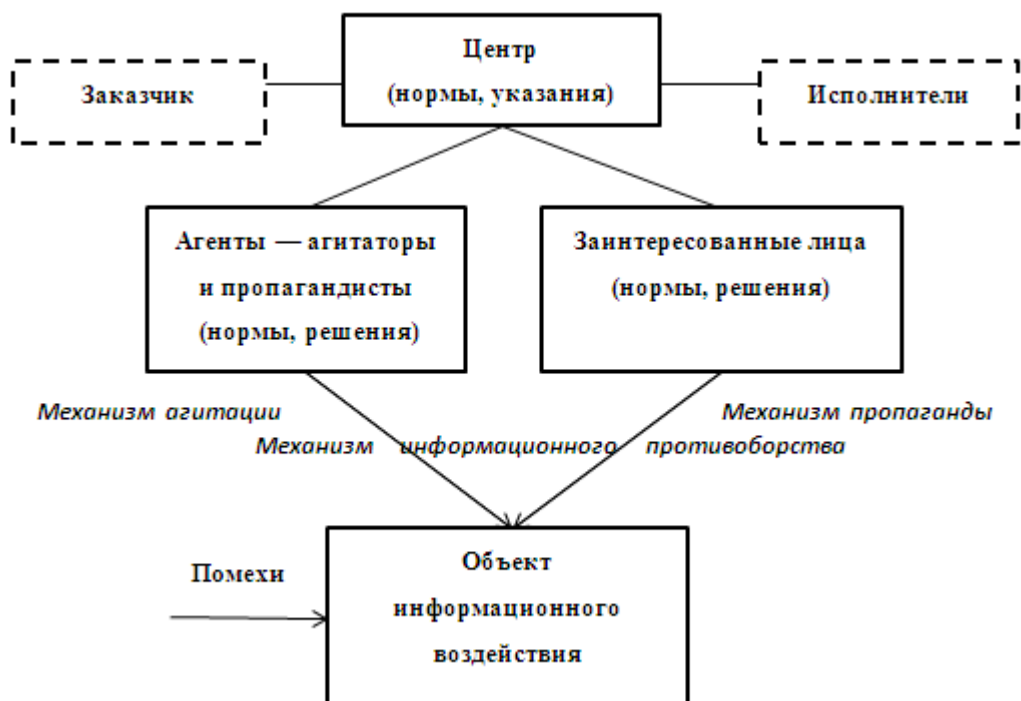 Центр
(нормы, указания)
Заказчик
Исполнители
Агенты — агитаторы
и пропагандисты
(нормы, решения)
Заинтересованные лица
(нормы, решения)
Механизм агитации
Механизм пропаганды
Механизм информационного противоборства
Помехи
Объект
информационного
воздействия